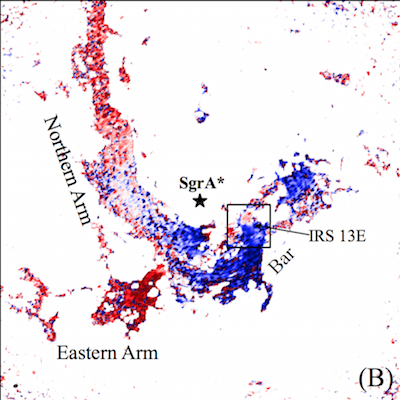 Northern Arm
SgrA*
IRS 13E
Bar
Eastern Arm
(B)